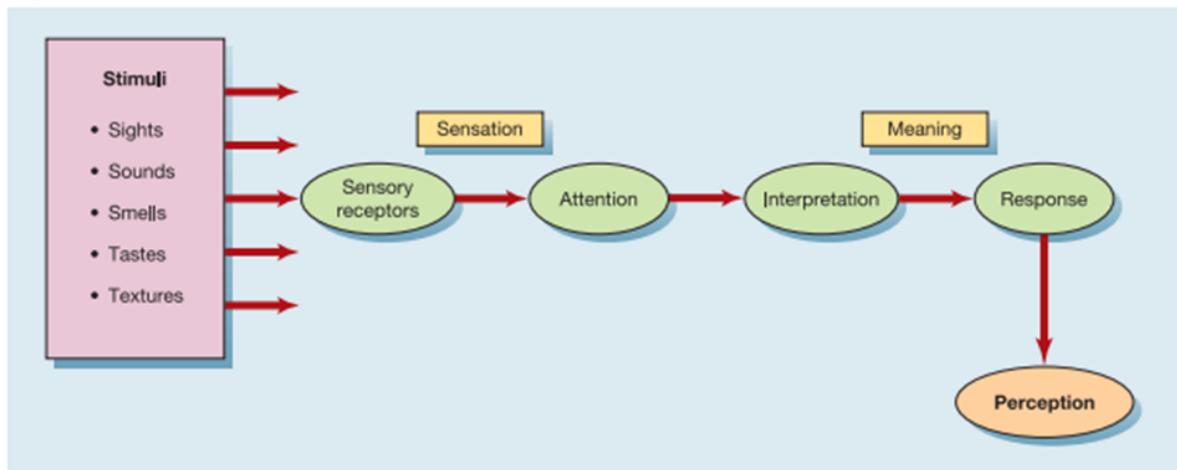 Stimuli
• Sights
• Sounds
• Smells
• Tastes
• Textures
Sensation
Meaning
Sensory
receptors
Attention
Interpretation
Response
Perception